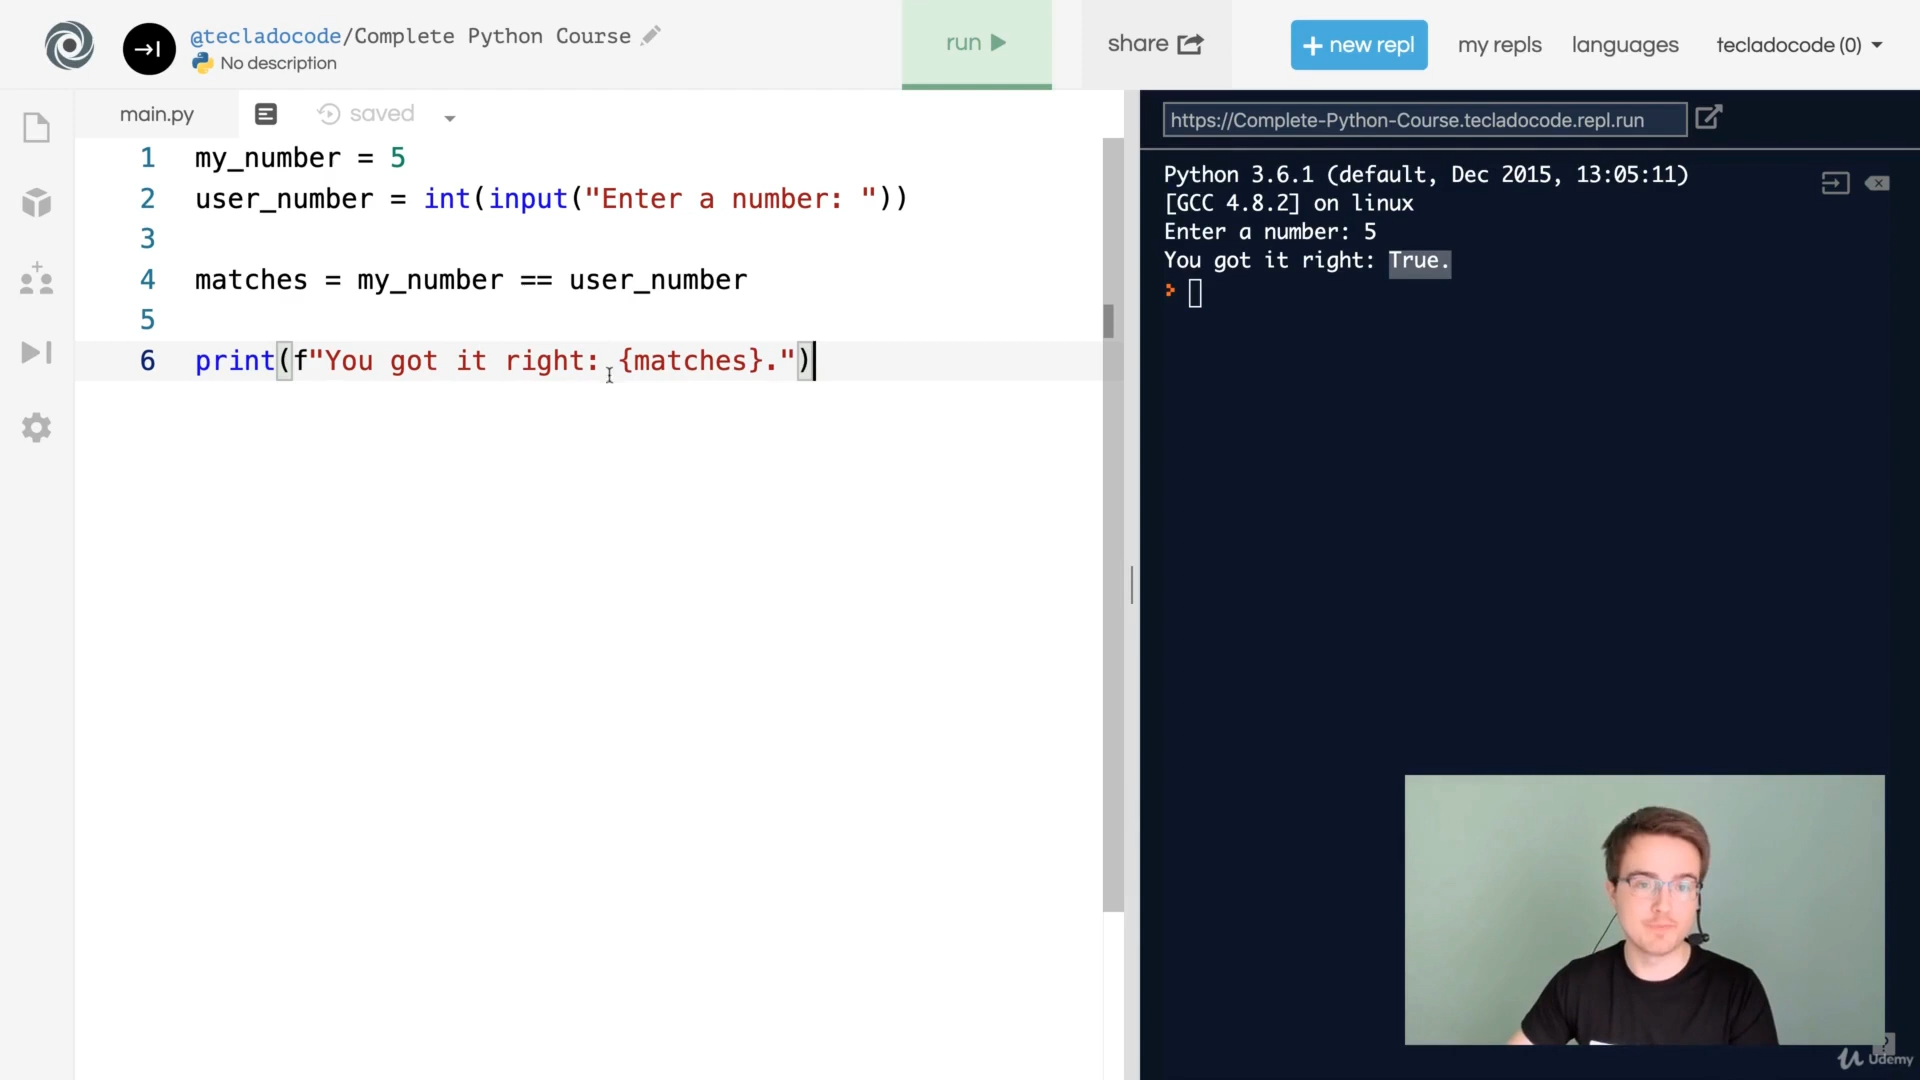 @tecladocode/Complete Python Course
No description
run
share
+ new repl
my repls
languages
tecladocode (0)
main.py
saved
1 my_number = 5
2 user_number = int(input("Enter a number: "))
3
4 matches = my_number == user_number
5
6 print(f"You got it right: {matches}.")
https://Complete-Python-Course.tecladocode.repl.run
Python 3.6.1 (default, Dec 2015, 13:05:11)
[GCC 4.8.2] on linux
Enter a number: 5
You got it right: True.
?
Udemy